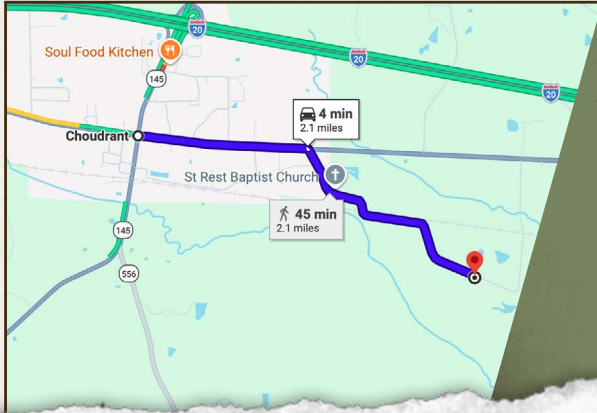 20
Soul Food Kitchen
20
145
20
4 min
2.1 miles
Choudrant
St Rest Baptist Church
45 min
2.1 miles
145
556